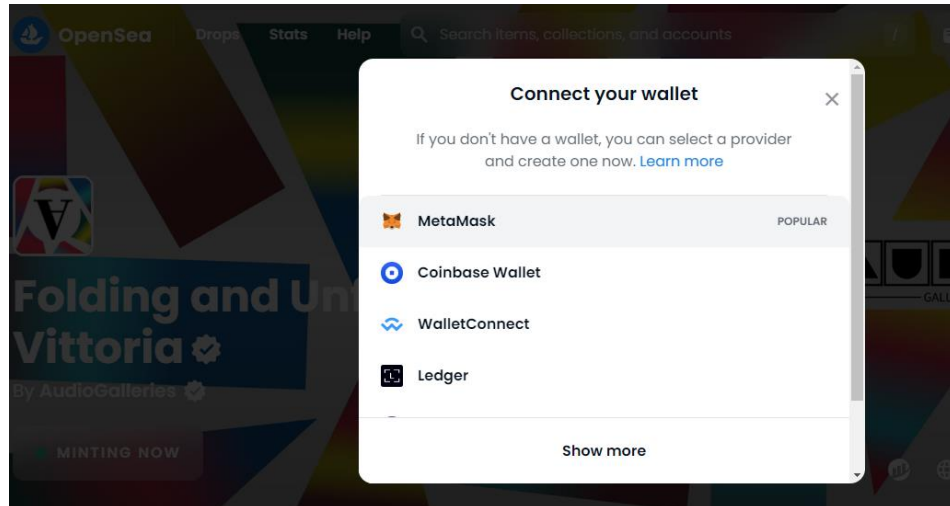 OpenSea Drops Stats Help Search items, collections, and accounts /
Connect your wallet
If you don't have a wallet, you can select a provider
and create one now. Learn more
MetaMask POPULAR
Coinbase Wallet
WalletConnect
Ledger
Show more
Folding and Un
Vittoria
By AudioGalleries
MINTING NOW